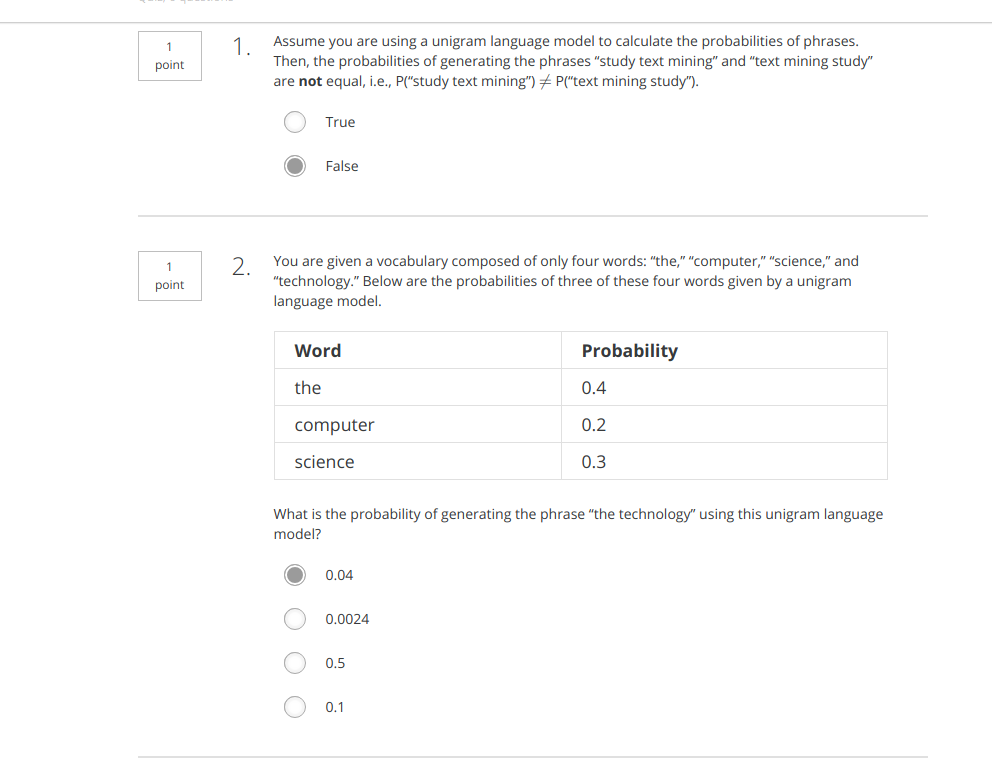 1
point
1.
Assume you are using a unigram language model to calculate the probabilities of phrases.
Then, the probabilities of generating the phrases “study text mining” and “text mining study”
are not equal, i.e., P(“study text mining”) ≠ P(“text mining study”).
True
False
1
point
2.
You are given a vocabulary composed of only four words: “the,” “computer,” “science,” and
“technology.” Below are the probabilities of three of these four words given by a unigram
language model.
Word Probability
the 0.4
computer 0.2
science 0.3
What is the probability of generating the phrase “the technology” using this unigram language
model?
0.04
0.0024
0.5
0.1